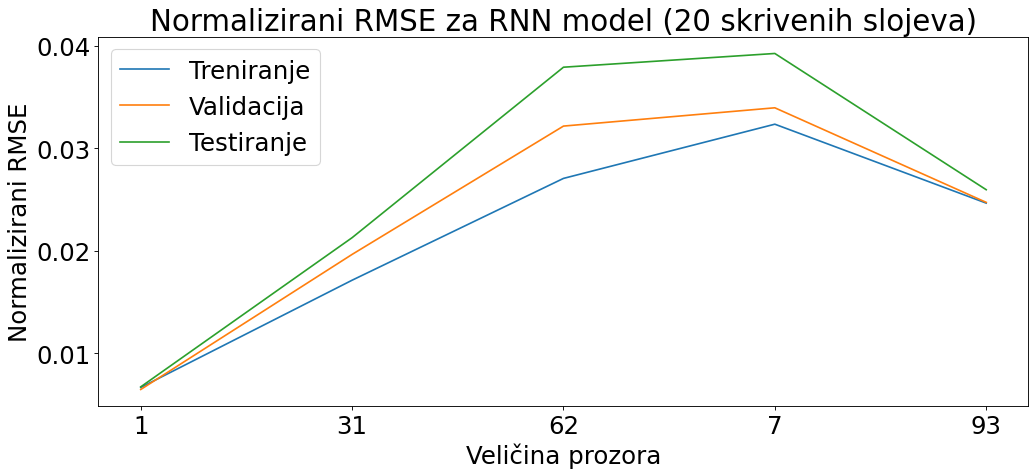 Normalizirani RMSE za RNN model (20 skrivenih slojeva)
Treniranje
Validacija
Testiranje
Normalizirani RMSE
0.04
0.03
0.02
0.01
1 31 62 7 93
Veličina prozora